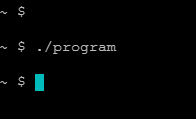 ~ $
~ $ ./program
~ $